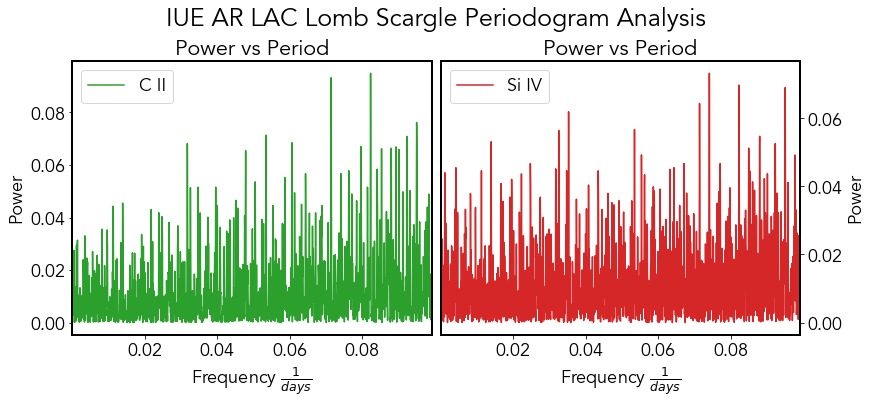 IUE AR LAC Lomb Scargle Periodogram Analysis
Power vs Period
Power vs Period
C II
Si IV
Power
0.08
0.06
0.04
0.02
0.00
0.06
0.04
0.02
0.00
Power
0.02 0.04 0.06 0.08
0.02 0.04 0.06 0.08
Frequency 1/days
Frequency 1/days